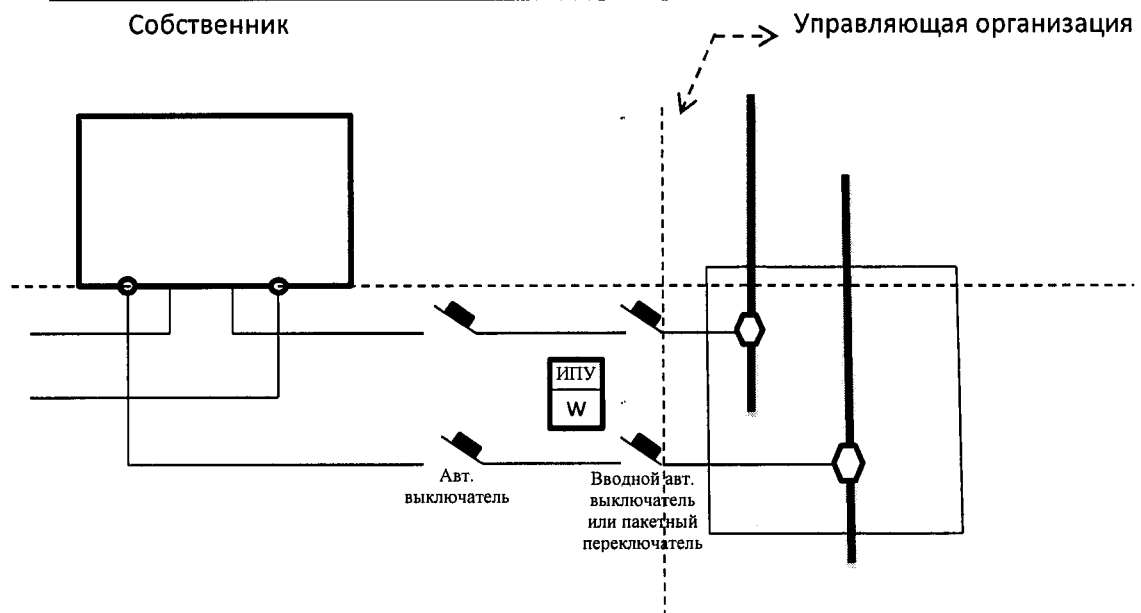 Собственник
Управляющая организация
ИПУ
W
Авт.
выключатель
Вводной авт.
выключатель
или пакетный
переключатель